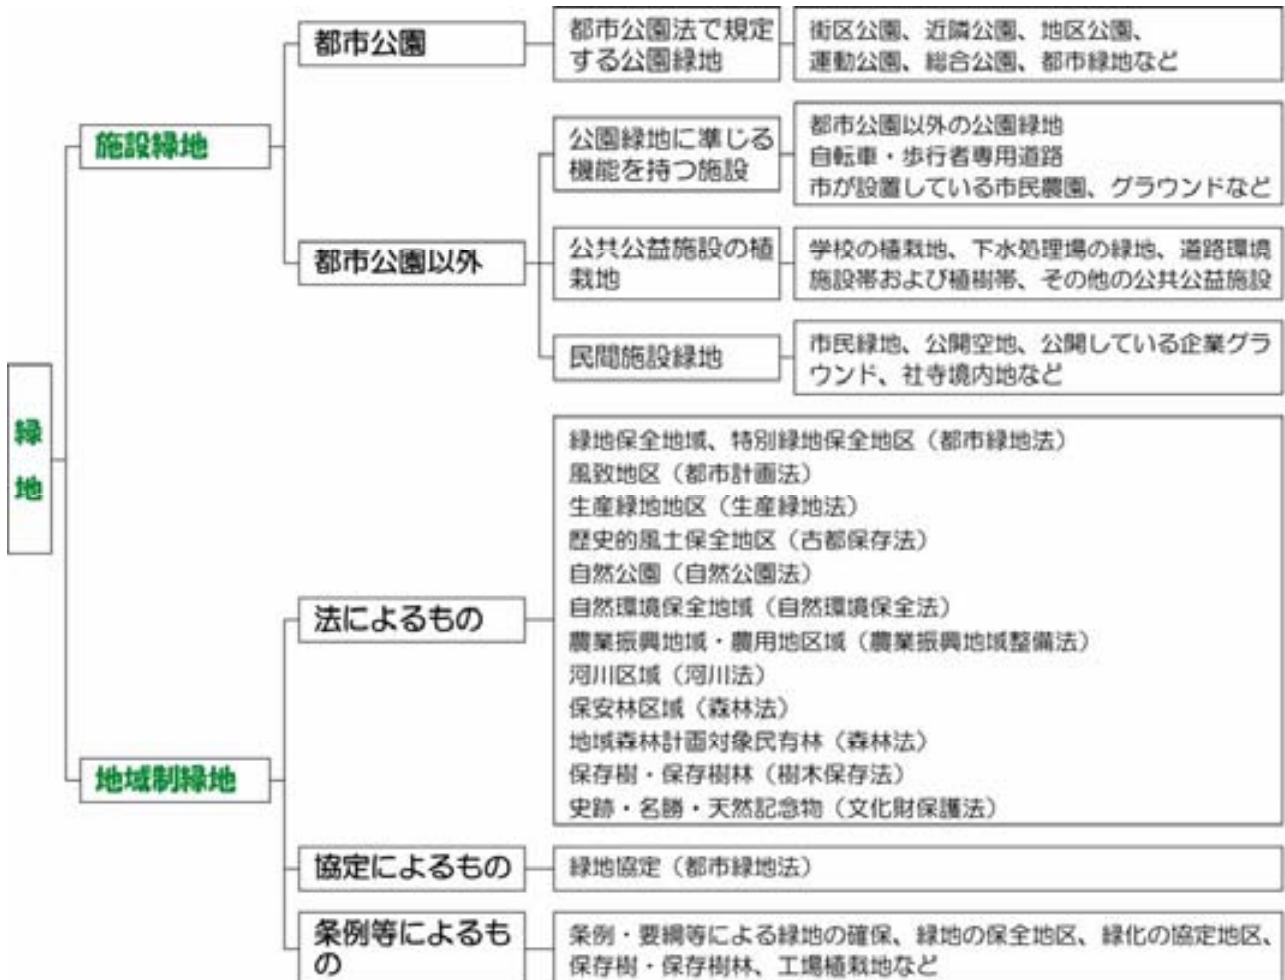 都市公園
都市公園法で規定
する公園緑地
街区公園、近隣公園、地区公園、
運動公園、総合公園、都市緑地など
施設緑地
公園緑地に準じる
機能を持つ施設
都市公園以外の公園緑地
自転車・歩行者専用道路
市が設置している市民農園、グラウンドなど
都市公園以外
公共公益施設の植
栽地
学校の植栽地、下水処理場の緑地、道路環境
施設帯および植樹帯、その他の公共公益施設
民間施設緑地
市民緑地、公開空地、公開している企業グラ
ウンド、社寺境内地など
緑
地
緑地保全地域、特別緑地保全地区（都市緑地法）
風致地区（都市計画法）
生産緑地地区（生産緑地法）
歴史的風土保全地区（古都保存法）
自然公園（自然公園法）
自然環境保全地域（自然環境保全法）
法によるもの
農業振興地域・農用地区域（農業振興地域整備法）
河川区域（河川法）
保安林区域（森林法）
地域森林計画対象民有林（森林法）
保存樹・保存樹林（樹木保存法）
史跡・名勝・天然記念物（文化財保護法）
地域制緑地
協定によるもの
緑地協定（都市緑地法）
条例等によるも
の
条例・要綱等による緑地の確保、緑地の保全地区、緑化の協定地区、
保存樹・保存樹林、工場植栽地など